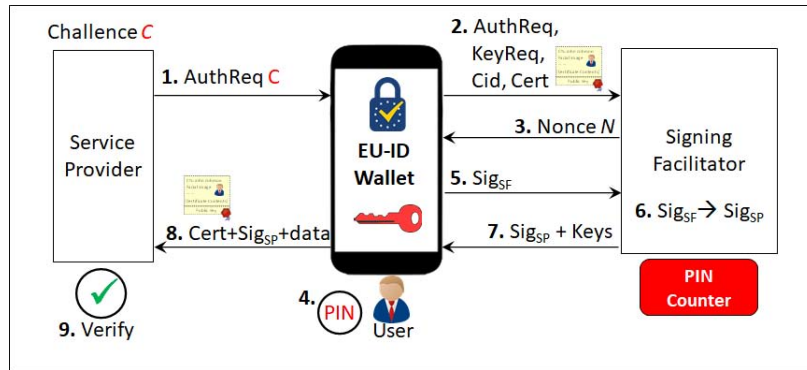 Challence C
1. AuthReq C
Service
Provider
8. Cert+SigSP+data
9. Verify
EU-ID
Wallet
4.
PIN
User
2. AuthReq,
KeyReq,
Cid, Cert
3. Nonce N
5. SigSF
7. SigSP + Keys
Signing
Facilitator
6. SigSF→ SigSP
PIN
Counter